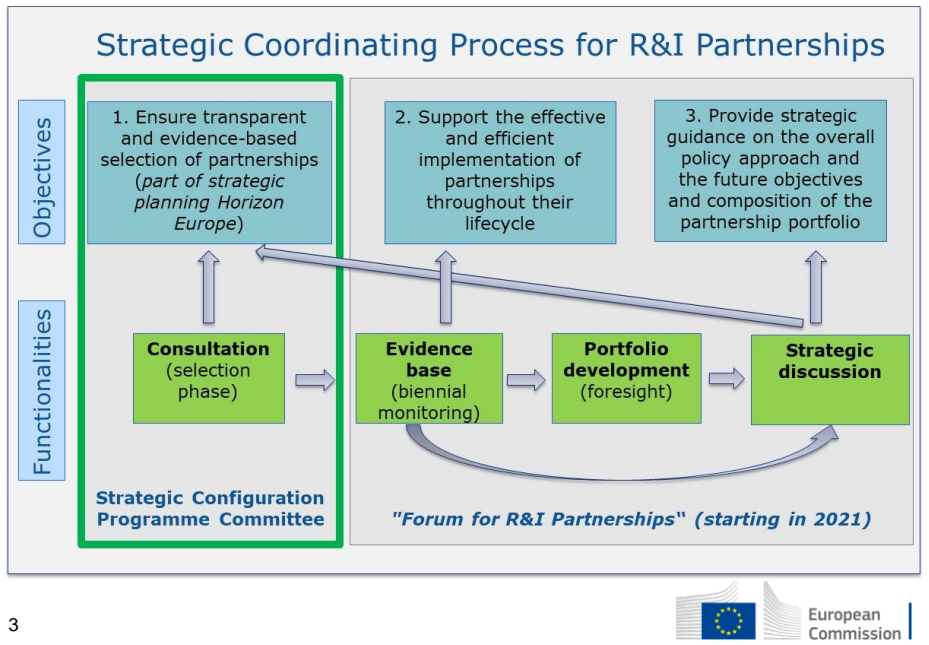 Strategic Coordinating Process for R&I Partnerships
Objectives
1. Ensure transparent
and evidence-based
selection of partnerships
(part of strategic
planning Horizon
Europe)
2. Support the effective
and efficient
implementation of
partnerships
throughout their
lifecycle
3. Provide strategic
guidance on the overall
policy approach and
the future objectives
and composition of the
partnership portfolio
Functionalities
Consultation
(selection
phase)
Evidence
base
(biennial
monitoring)
Portfolio
development
(foresight)
Strategic
discussion
Strategic Configuration
Programme Committee
"Forum for R&I Partnerships“ (starting in 2021)
3
European
Commission